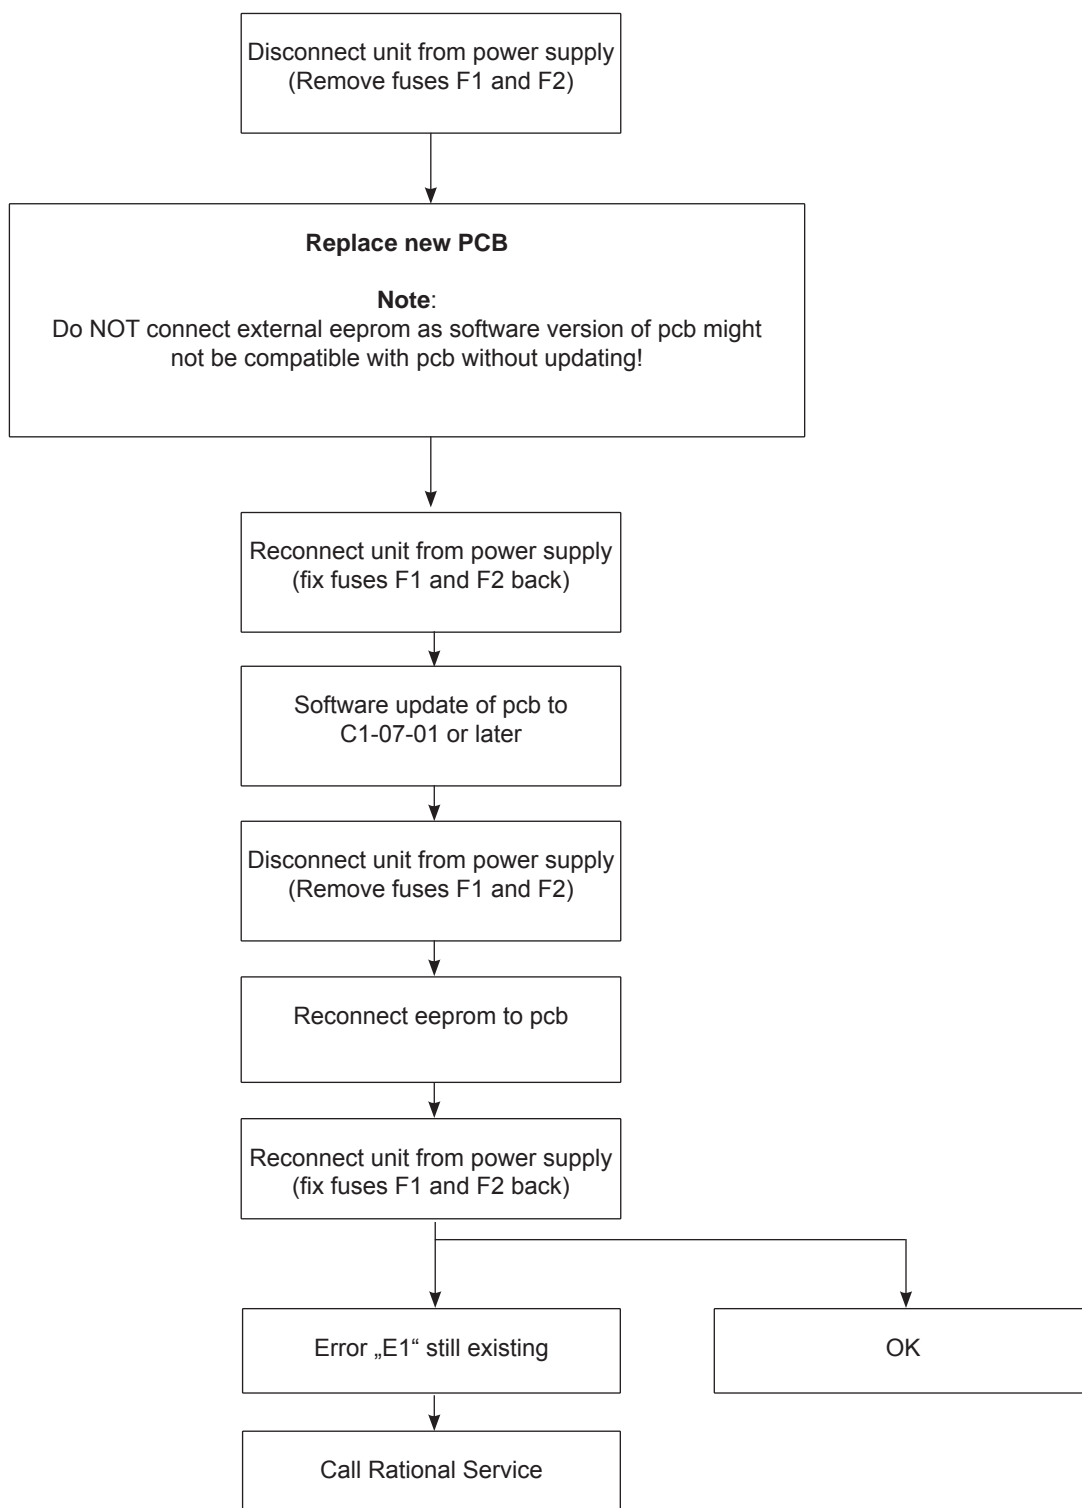 Disconnect unit from power supply
(Remove fuses F1 and F2)
Replace new PCB
Note:
Do NOT connect external eeprom as software version of pcb might
not be compatible with pcb without updating!
Reconnect unit from power supply
(fix fuses F1 and F2 back)
Software update of pcb to
C1-07-01 or later
Disconnect unit from power supply
(Remove fuses F1 and F2)
Reconnect eeprom to pcb
Reconnect unit from power supply
(fix fuses F1 and F2 back)
Error „E1“ still existing
OK
Call Rational Service